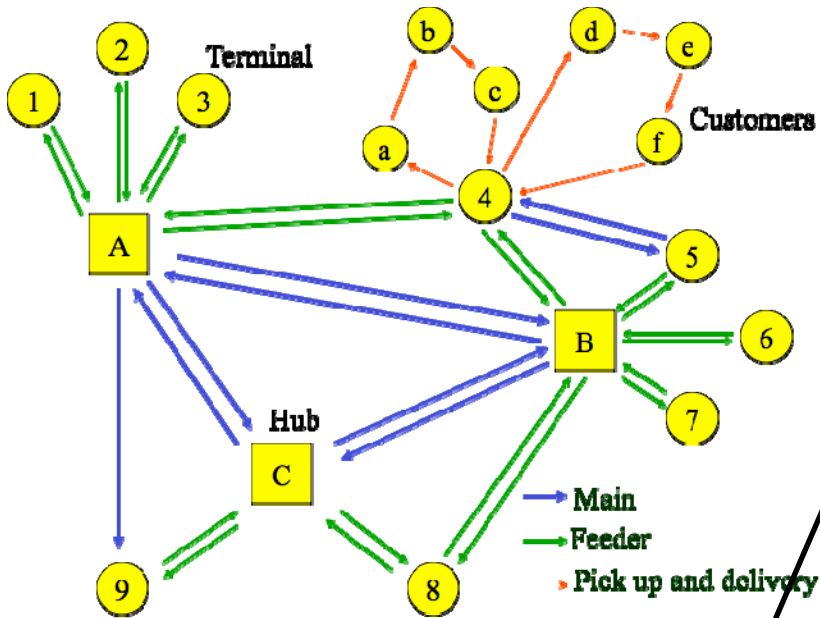 b
d
e
2
Terminal
1
3
c
a
f
Customers
4
A
5
B
6
Hub
7
C
Main
Feeder
Pick up and delivery
9
8